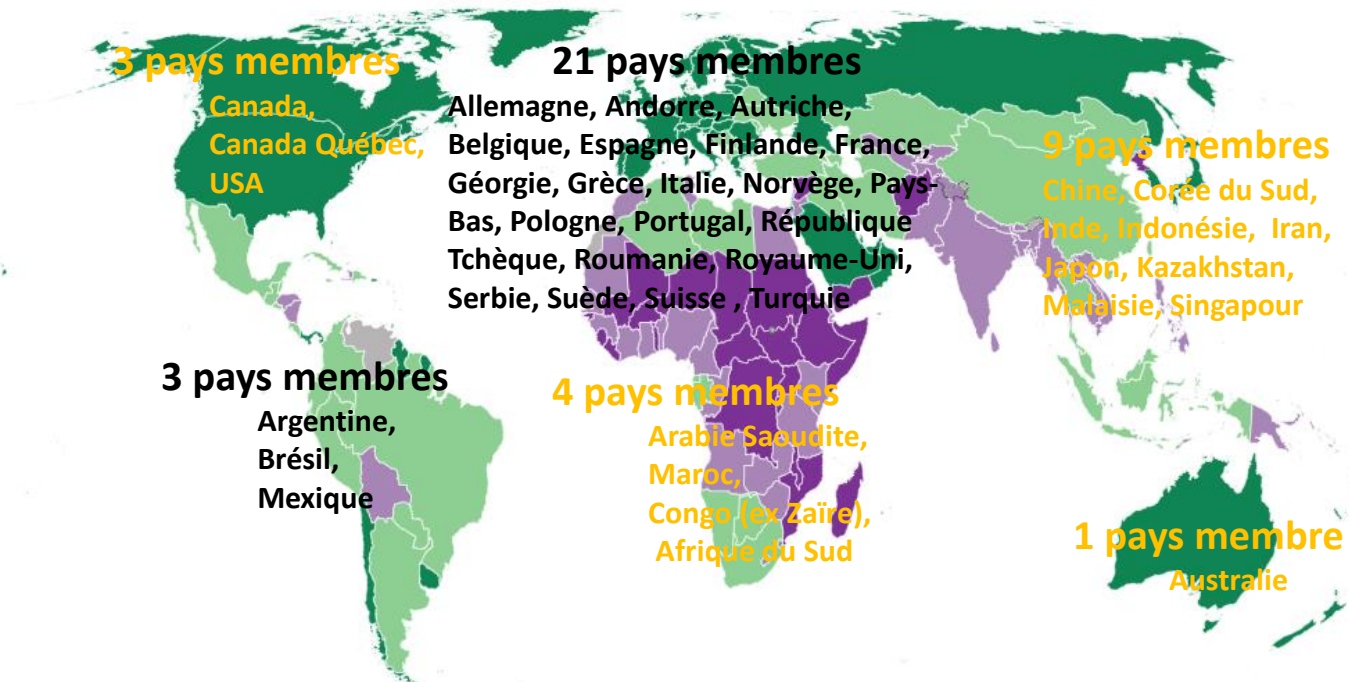 3 pays membres
Canada,
Canada Québec,
USA
21 pays membres
Allemagne, Andorre, Autriche,
Belgique, Espagne, Finlande, France,
Géorgie, Grèce, Italie, Norvège, Pays-
Bas, Pologne, Portugal, République
Tchèque, Roumanie, Royaume-Uni,
Serbie, Suède, Suisse , Turquie
9 pays membres
Chine, Corée du Sud,
Inde, Indonésie, Iran,
Japon, Kazakhstan,
Malaisie, Singapour
3 pays membres
Argentine,
Brésil,
Mexique
4 pays membres
Arabie Saoudite,
Maroc,
Congo (ex Zaïre),
Afrique du Sud
1 pays membre
Australie